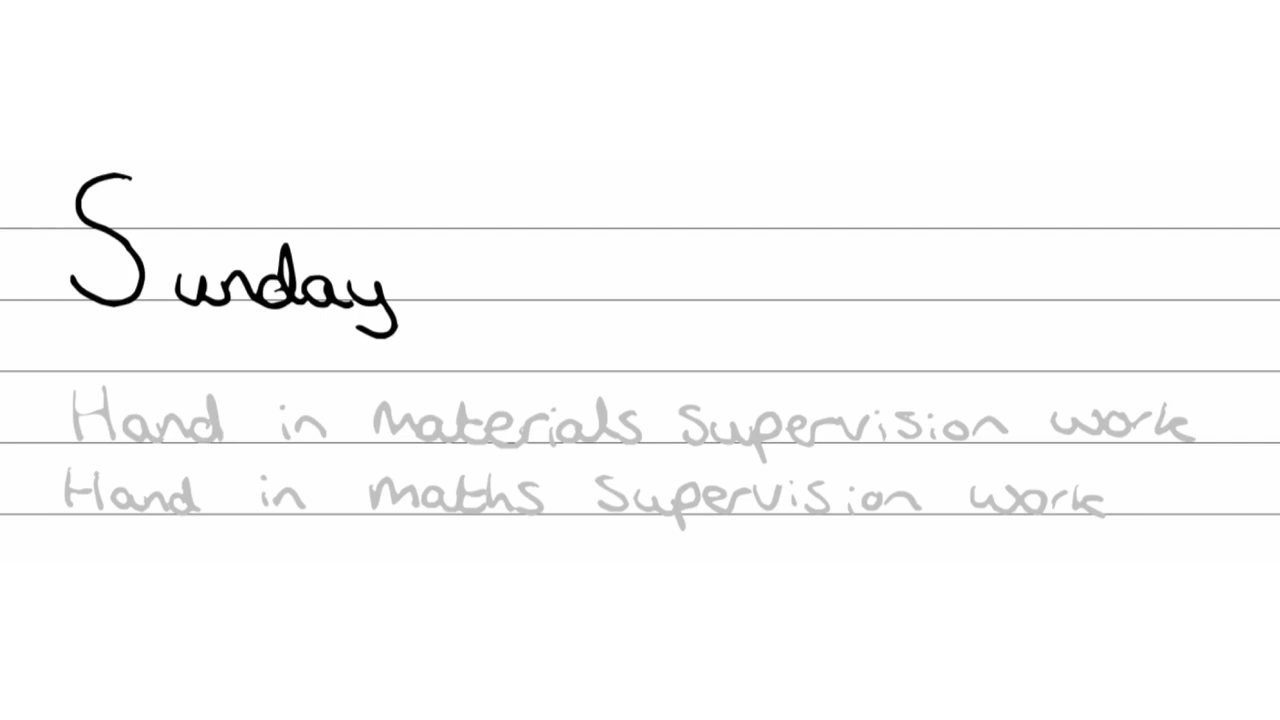 Sunday
Hand in materials supervision work
Hand in maths supervision work